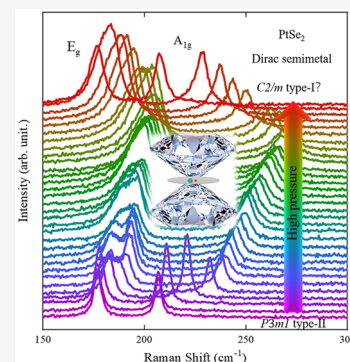 PtSe2
Eg
A1g
Dirac semimetal
C2/m type-I?
Intensity (arb. unit.)
High pressure
P3m1 type-II
150
200
250
30
Raman Shift (cm-1)